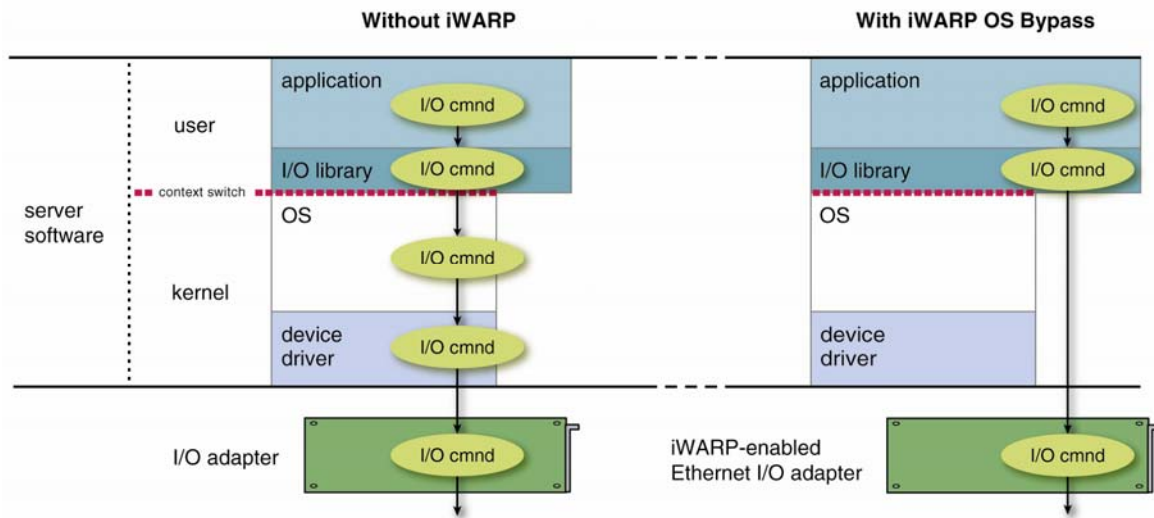 Without iWARP
With iWARP OS Bypass
application
I/O cmnd
user
I/O library
I/O cmnd
context switch
OS
server
software
I/O cmnd
kernel
device
driver
I/O cmnd
I/O adapter
I/O cmnd
application
I/O cmnd
I/O library
I/O cmnd
OS
device
driver
iWARP-enabled
Ethernet I/O adapter
I/O cmnd